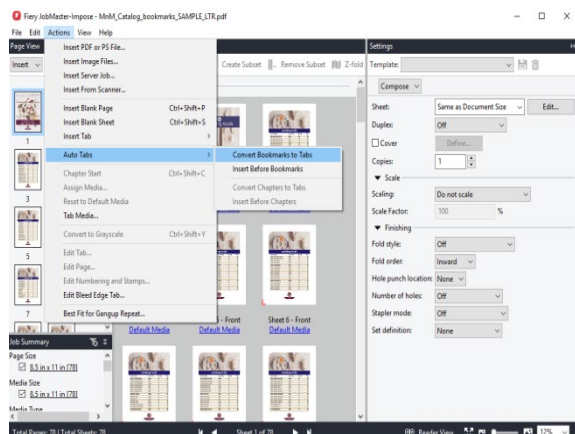 Fiery JobMaster-Impose - MnM_Catalog_bookmarks_SAMPLE_LTR.pdf
File Edit Actions View Help
Page View
Insert
Insert PDF or PS File...
Insert Image Files...
Insert Server Job...
Insert From Scanner...
Insert Blank Page Ctrl+Shift+P
Insert Blank Sheet Ctrl+Shift+S
Insert Tab
Auto Tabs
Chapter Start Ctrl+Shift+C
Assign Media...
Reset to Default Media
Tab Media...
Convert to Grayscale Ctrl+Shift+Y
Edit Tab...
Edit Page...
Edit Numbering and Stamps...
Edit Bleed Edge Tab...
Best Fit for Gangup Repeat...
Convert Bookmarks to Tabs
Insert Before Bookmarks
Convert Chapters to Tabs
Insert Before Chapters
Create Subset Remove Subset Z-fold
1
3
5
7
- Front
Default Media
- Front
Default Media
Sheet 6 - Front
Default Media
Job Summary
Page Size
8.5 in x 11 in [78]
Media Size
8.5 in x 11 in [78]
Media Type
Settings
Template:
Compose
Sheet: Same as Document Size Edit...
Duplex: Off
Cover Define...
Copies: 1
Scale
Scaling: Do not scale
Scale Factor: 100 %
Finishing
Fold style: Off
Fold order: Inward
Hole punch location: None
Number of holes: Off
Stapler mode: Off
Set definition: None
Total Pages: 78 | Total Sheets: 78
Sheet 1 of 78
Reader View
12%